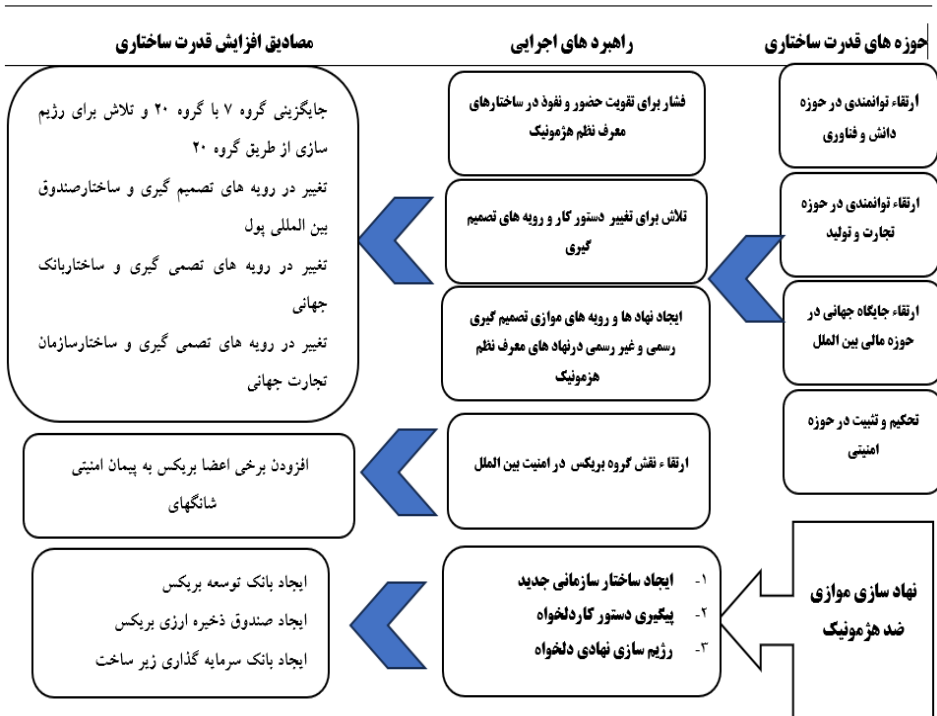 حوزه های قدرت ساختاری
راهبرد های اجرایی
مصادیق افزایش قدرت ساختاری
ارتقاء توانمندی در حوزه
دانش و فناوری
ارتقاء توانمندی در حوزه
تجارت و تولید
ارتقاء جایگاه جهانی در
حوزه مالی بین الملل
تحکیم و تثبیت در حوزه
امنیتی
فشار برای تقویت حضور و نفوذ در ساختارهای
معرف نظم هژمونیک
تلاش برای تغییر دستور کار و رویه های تصمیم
گیری
ایجاد نهاد ها و رویه های موازی تصمیم گیری
رسمی و غیر رسمی درنهاد های معرف نظم
هژمونیک
جایگزینی گروه ۷ با گروه ۲۰ و تلاش برای رژیم
سازی از طریق گروه ۲۰
تغییر در رویه های تصمیم گیری و ساختارصندوق
بین المللی پول
تغییر در رویه های تصمی گیری و ساختاربانک
جهانی
تغییر در رویه های تصمی گیری و ساختارسازمان
تجارت جهانی
ارتقا ء نقش گروه بریکس در امنیت بین الملل
افزودن برخی اعضا بریکس به پیمان امنیتی
شانگهای
نهاد سازی موازی
ضد هژمونیک
۱- ایجاد ساختار سازمانی جدید
۲- پیگیری دستور کاردلخواه
۳- رژیم سازی نهادی دلخواه
ایجاد بانک توسعه بریکس
ایجاد صندوق ذخیره ارزی بریکس
ایجاد بانک سرمایه گذاری زیر ساخت